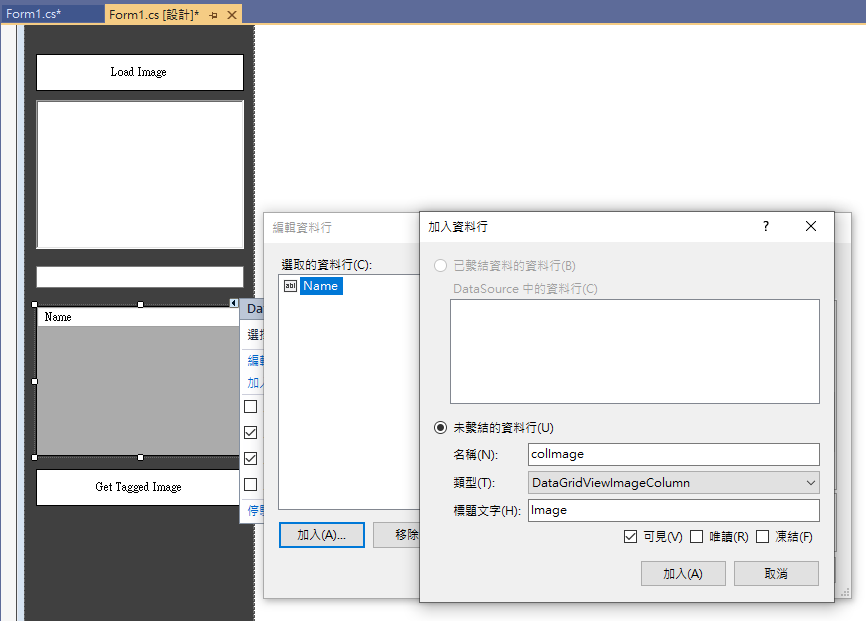 Form1.cs*
Form1.cs [設計]*
Load Image
Name
Get Tagged Image
Da
編輯
加入
編輯資料行
選取的資料行(C):
abl Name
加入(A)...
移除
加入資料行
?
已繫結資料的資料行(B)
DataSource 中的資料行(C)
未繫結的資料行(U)
名稱(N):
colImage
類型(T):
DataGridViewImageColumn
標題文字(H):
Image
可見(V) 唯讀(R) 凍結(F)
加入(A)
取消